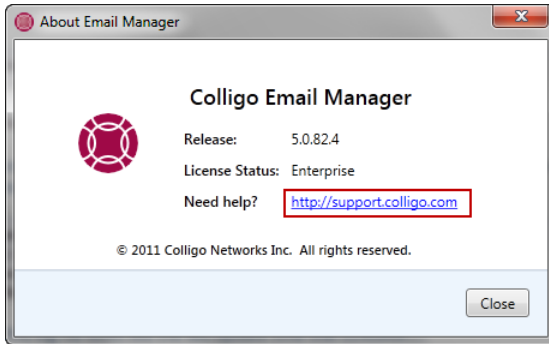 About Email Manager
Colligo Email Manager
Release: 5.0.82.4
License Status: Enterprise
Need help? http://support.colligo.com
© 2011 Colligo Networks Inc. All rights reserved.
Close